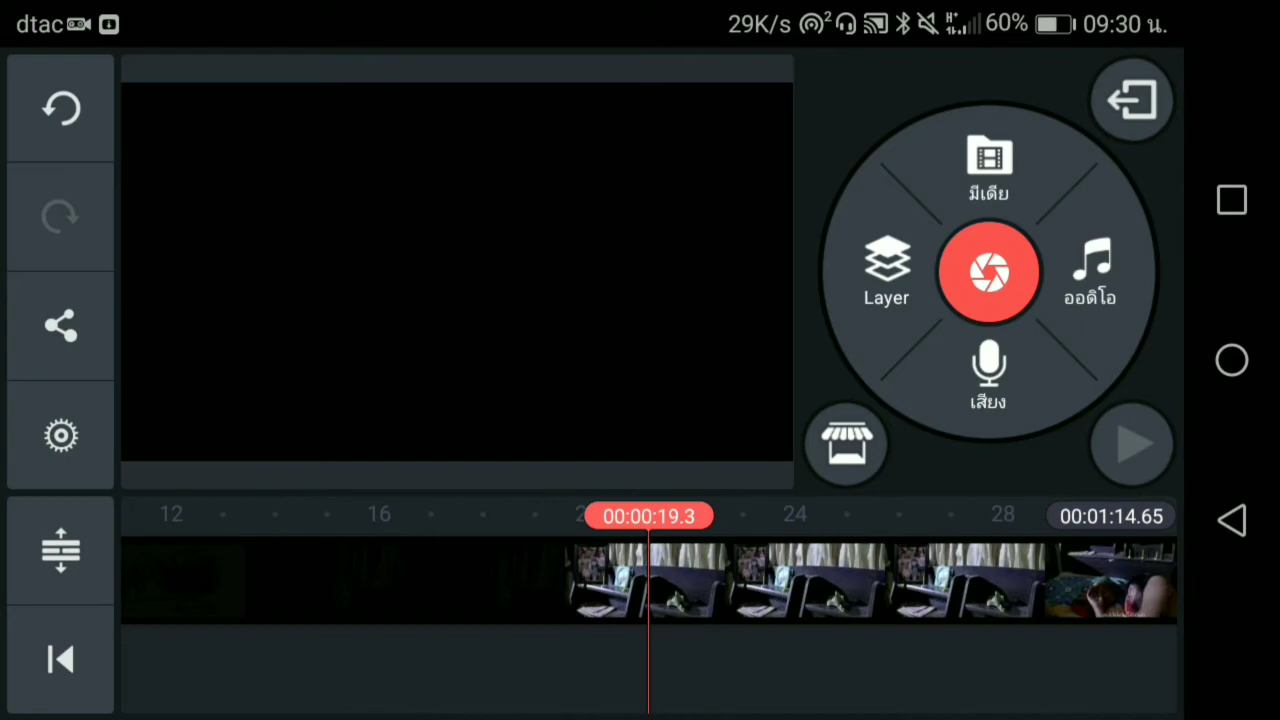 dtac 29K/s 2 H+ 60% 09:30 น.
มีเดีย
Layer
ออดิโอ
เสียง
12 16 00:00:19.3 24 28 00:01:14.65